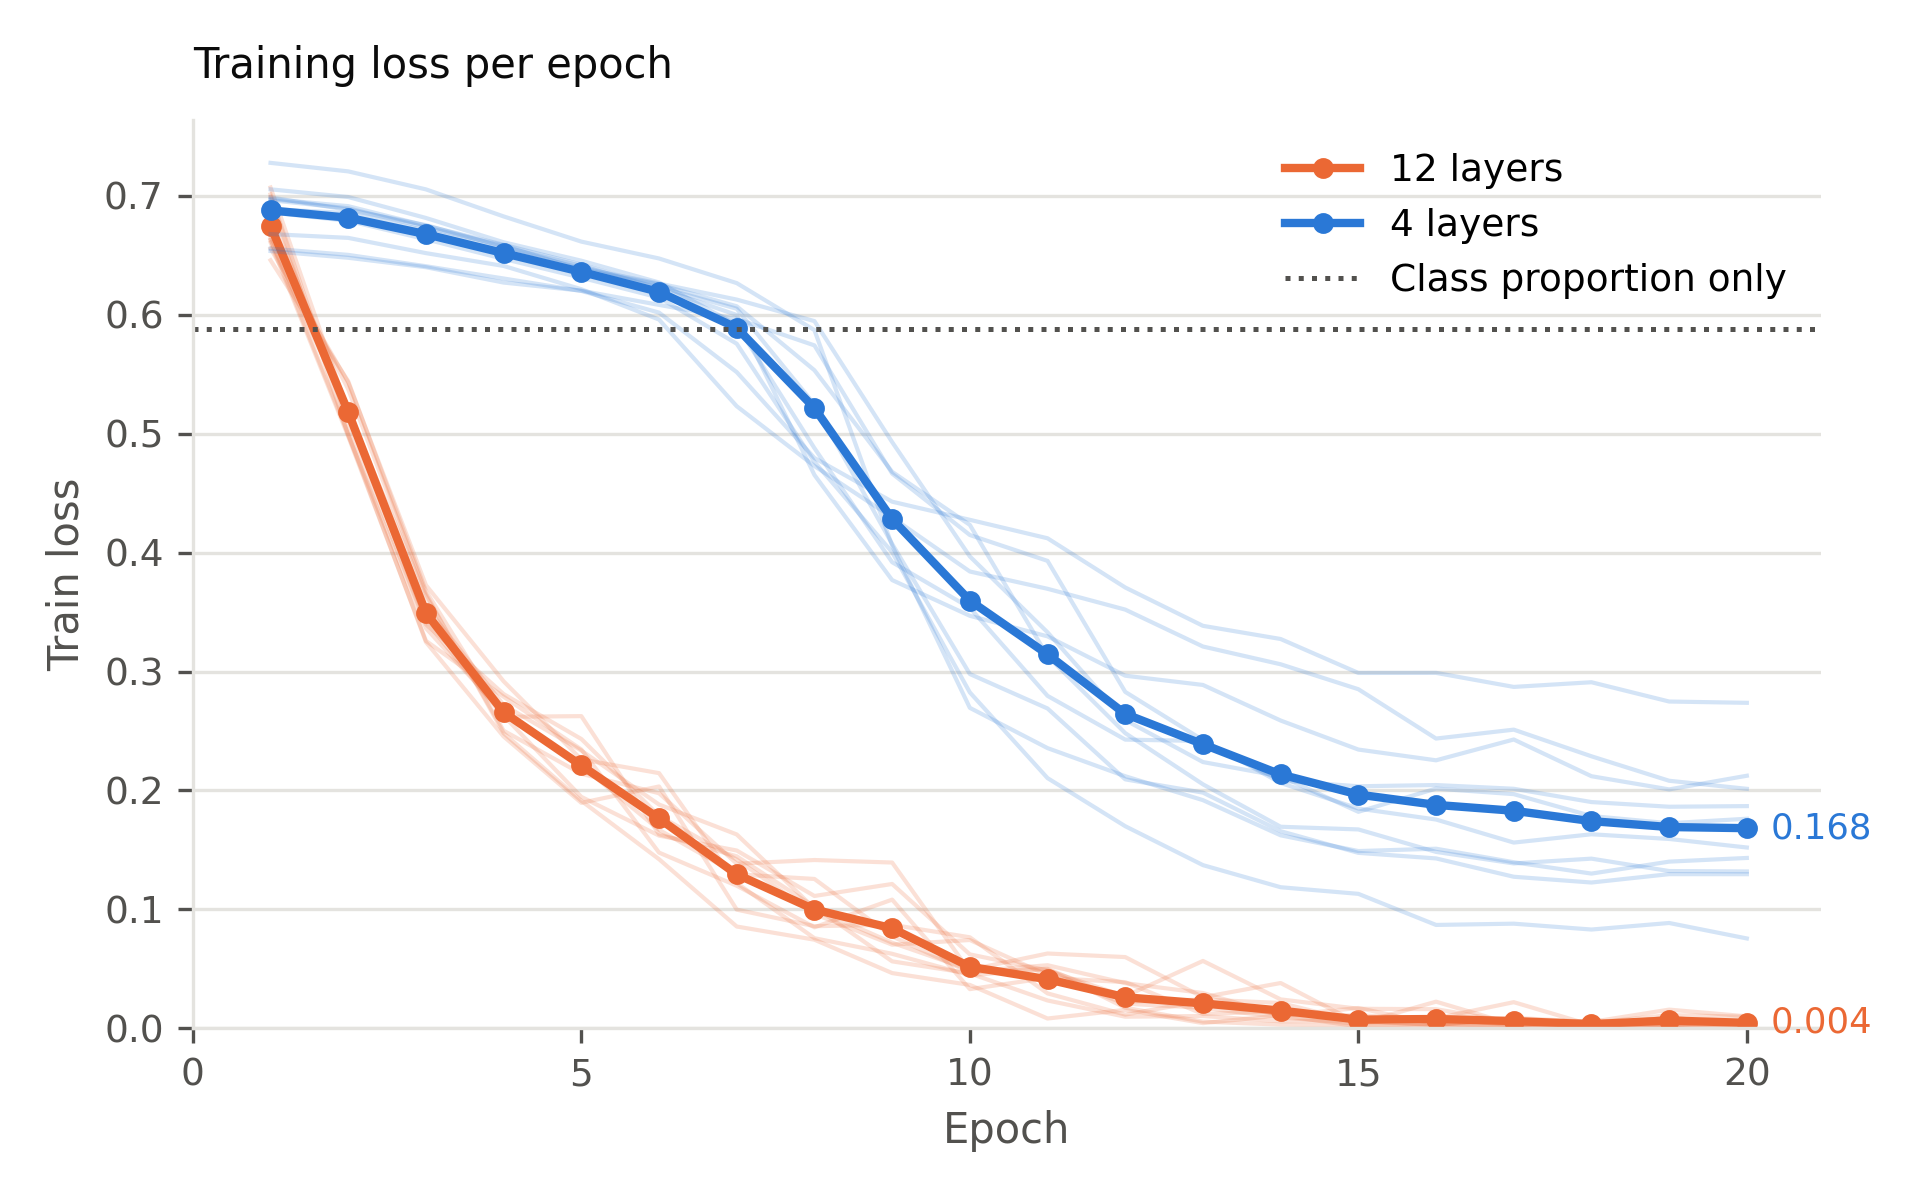 Training loss per epoch
12 layers
4 layers
Class proportion only
Train loss
0.7
0.6
0.5
0.4
0.3
0.2
0.1
0.0
0.168
0.004
0
5
10
15
20
Epoch